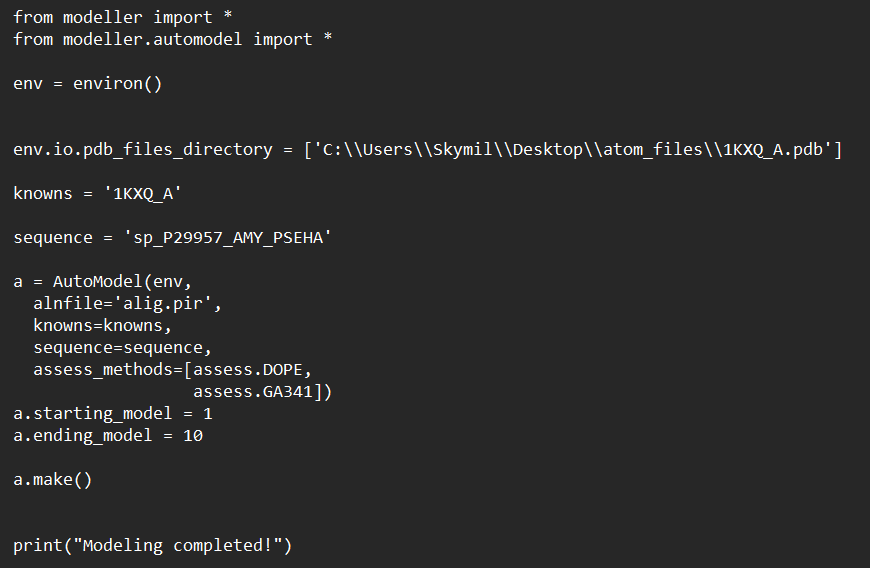 from modeller import *
from modeller.automodel import *
env = environ()
env.io.pdb_files_directory = ['C:\\Users\\Skymil\\Desktop\\atom_files\\1KXQ_A.pdb']
knowns = '1KXQ_A'
sequence = 'sp_P29957_AMY_PSEHA'
a = AutoModel(env,
  alnfile='alig.pir',
  knowns=knowns,
  sequence=sequence,
  assess_methods=[assess.DOPE,
                  assess.GA341])
a.starting_model = 1
a.ending_model = 10
a.make()
print("Modeling completed!")